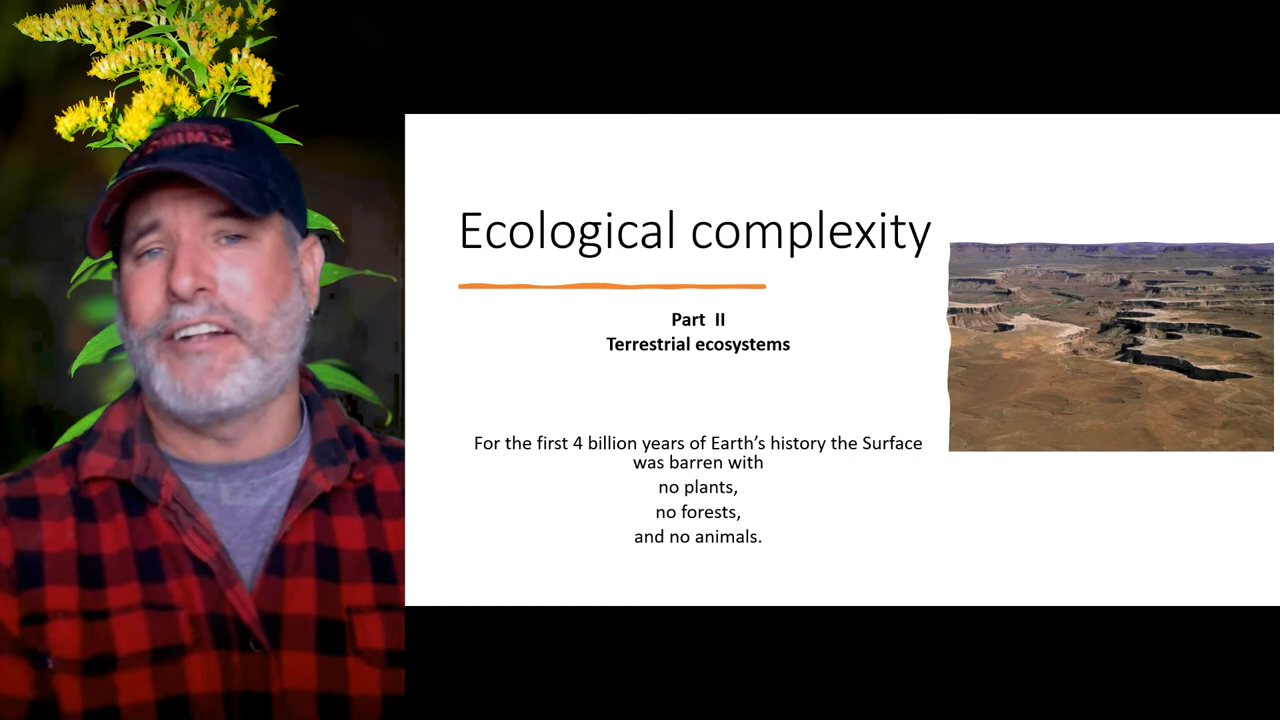 Ecological complexity
Part II
Terrestrial ecosystems
For the first 4 billion years of Earth’s history the Surface
was barren with
no plants,
no forests,
and no animals.